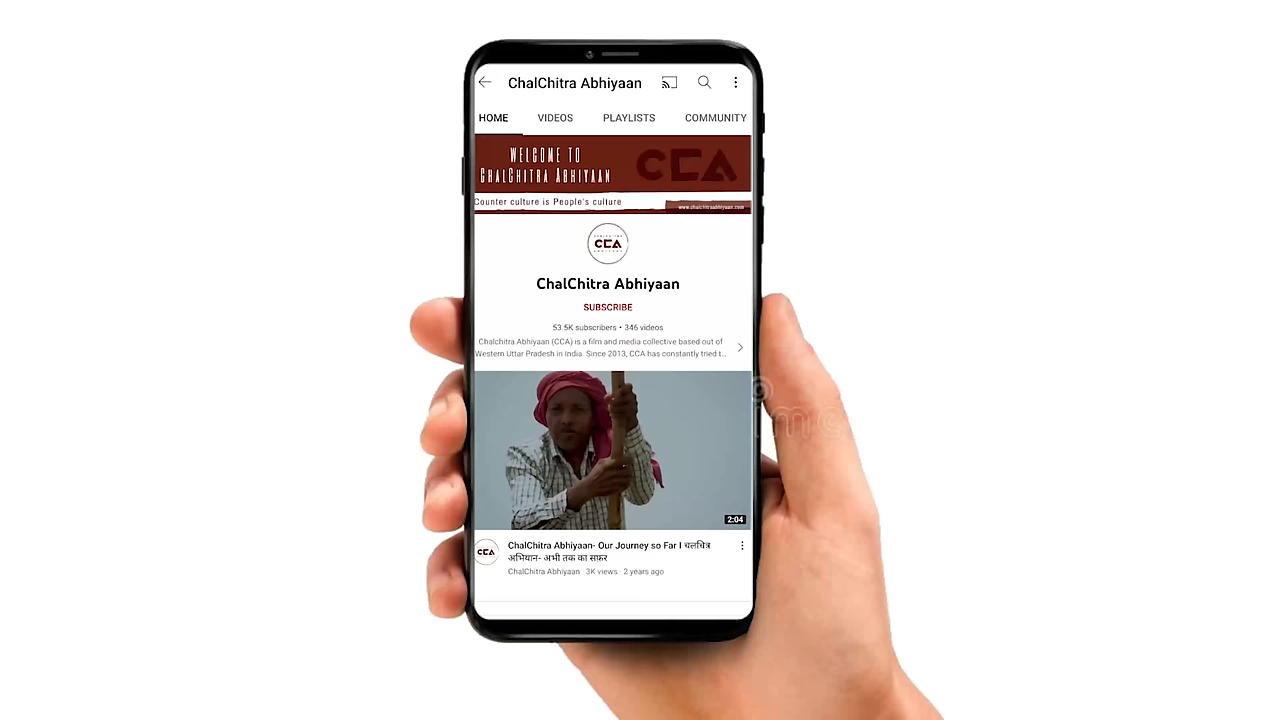 ChalChitra Abhiyaan
HOME VIDEOS PLAYLISTS COMMUNITY
WELCOME TO
CHALCHITRA ABHIYAAN
CCA
Counter culture is People's culture
www.chalchitraabhiyaan.com
CCA
ChalChitra Abhiyaan
SUBSCRIBE
53.5K subscribers • 346 videos
Chalchitra Abhiyaan (CCA) is a film and media collective based out of
Western Uttar Pradesh in India. Since 2013, CCA has constantly tried t...
2:04
CCA
ChalChitra Abhiyaan- Our Journey so Far I चलचित्र
अभियान- अभी तक का सफ़र
ChalChitra Abhiyaan · 3K views · 2 years ago